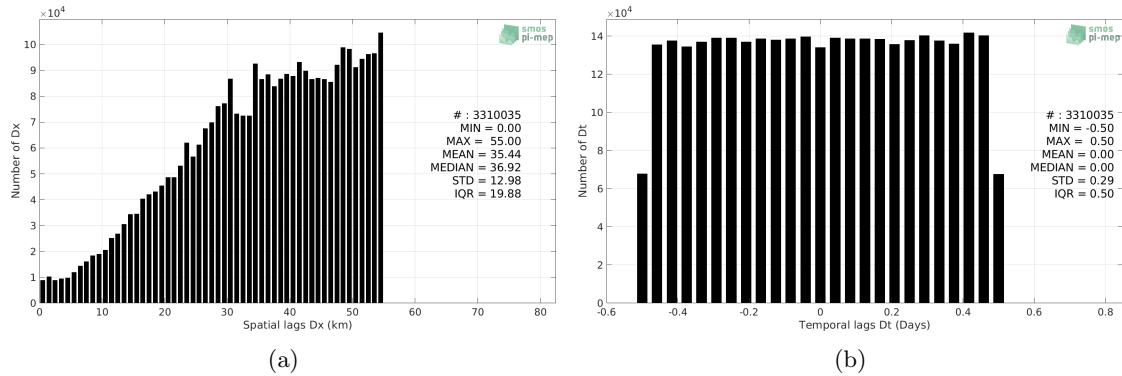 ×10⁴
smos
pi-mep
10
9
8
7
6
5
4
3
2
1
0
Number of Dx
# : 3310035
MIN = 0.00
MAX = 55.00
MEAN = 35.44
MEDIAN = 36.92
STD = 12.98
IQR = 19.88
0 10 20 30 40 50 60 70 80
Spatial lags Dx (km)
(a)
×10⁴
smos
pi-mep
14
12
10
8
6
4
2
0
Number of Dt
# : 3310035
MIN = -0.50
MAX = 0.50
MEAN = 0.00
MEDIAN = 0.00
STD = 0.29
IQR = 0.50
-0.6 -0.4 -0.2 0 0.2 0.4 0.6 0.8
Temporal lags Dt (Days)
(b)